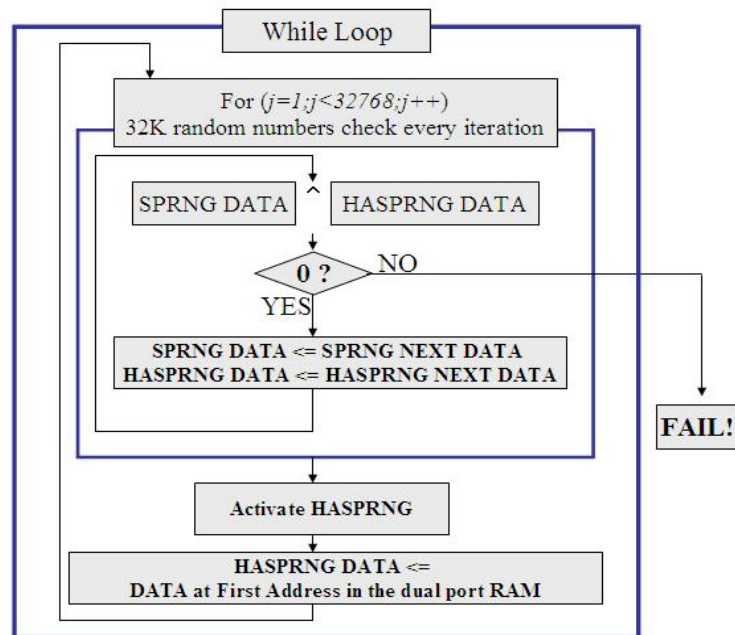 While Loop
For (j=1;j<32768;j++)
32K random numbers check every iteration
SPRNG DATA ^ HASPRNG DATA
0 ?
NO
YES
SPRNG DATA <= SPRNG NEXT DATA
HASPRNG DATA <= HASPRNG NEXT DATA
FAIL!
Activate HASPRNG
HASPRNG DATA <=
DATA at First Address in the dual port RAM